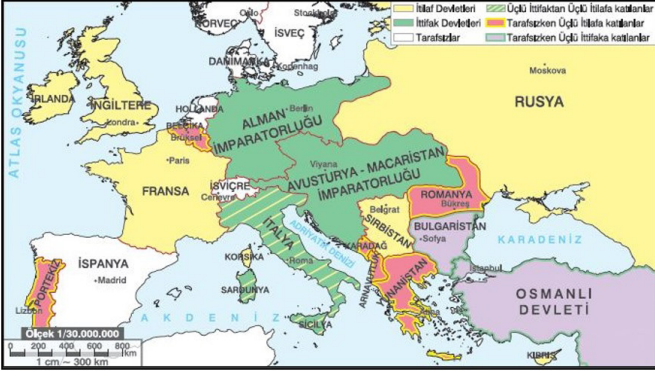 İtilaf Devletleri
Üçlü İttifaktan Üçlü İtilafa katılanlar
İttifak Devletleri
Tarafsızken Üçlü İtilafa katılanlar
Tarafsızlar
Tarafsızken Üçlü İttifaka katılanlar
NORVEÇ
Oslo
Stockholm
İSVEÇ
DANİMARKA
Kopenhag
Moskova
ATLAS OKYANUSU
İRLANDA
İNGİLTERE
Londra
HOLLANDA
BELÇİKA
Brüksel
ALMAN
İMPARATORLUĞU
Berlin
RUSYA
Paris
FRANSA
İSVİÇRE
Cenevre
Viyana
AVUSTURYA - MACARİSTAN
İMPARATORLUĞU
ROMANYA
Bükreş
Belgrat
SIRBİSTAN
BULGARİSTAN
Sofya
KARADENİZ
İTALYA
Roma
ADRİYATİK DENİZİ
KARADAĞ
ARNAVUTLUK
YUNANİSTAN
Atina
İstanbul
OSMANLI
DEVLETİ
KORSİKA
SARDUNYA
SİCİLYA
İSPANYA
Madrid
PORTEKİZ
Lizbon
AKDENİZ
KIBRIS
Ölçek 1/30.000.000
0 200 400 600 800
km
1 cm ~ 300 km